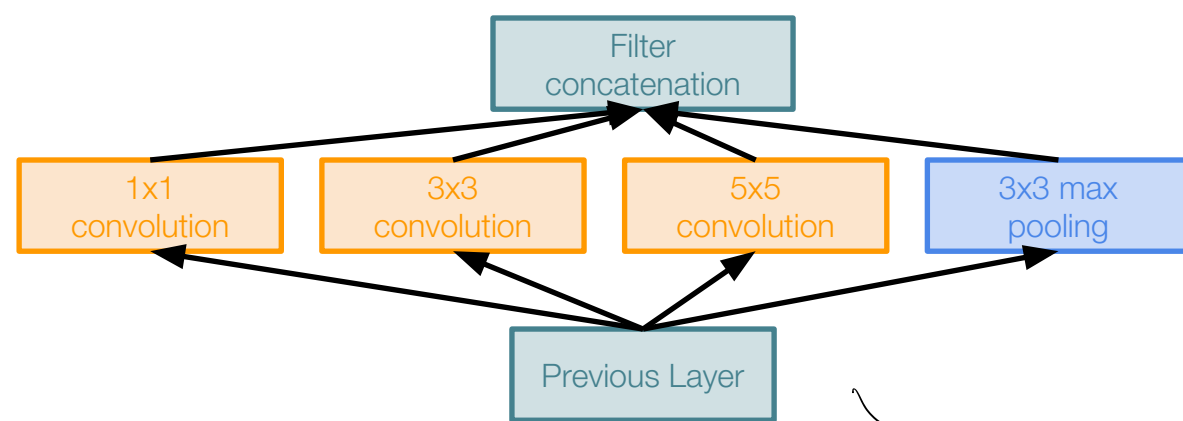 Filter
concatenation
1x1
convolution
3x3
convolution
5x5
convolution
3x3 max
pooling
Previous Layer